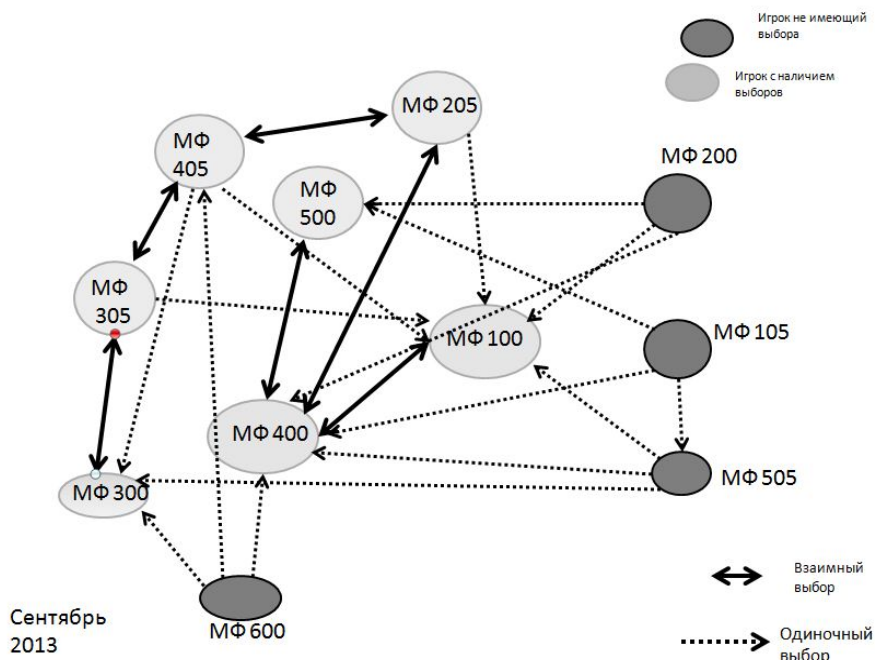 Игрок не имеющий
выбора
Игрок с наличием
выборов
МФ 205
МФ
405
МФ 200
МФ
500
МФ
305
МФ 105
МФ 100
МФ 400
МФ 505
МФ 300
Взаимный
выбор
Сентябрь
2013
МФ 600
Одиночный
выбор